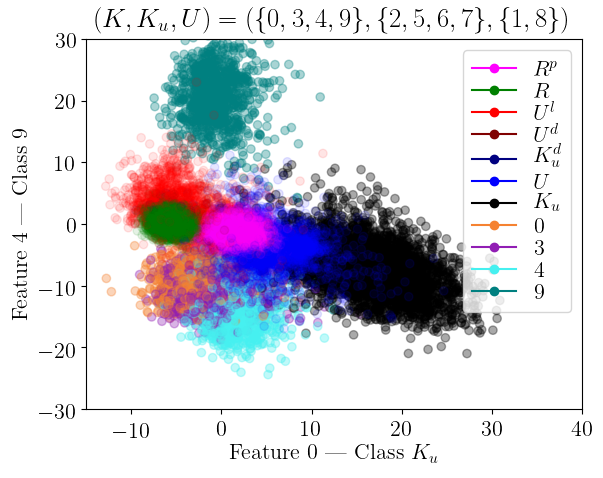 (K, K_u, U) = ({0, 3, 4, 9}, {2, 5, 6, 7}, {1, 8})
30
20
10
0
−10
−20
−30
Feature 4 — Class 9
−10
0
10
20
30
40
Feature 0 — Class K_u
R^p
R
U^l
U^d
K_u^d
U
K_u
0
3
4
9